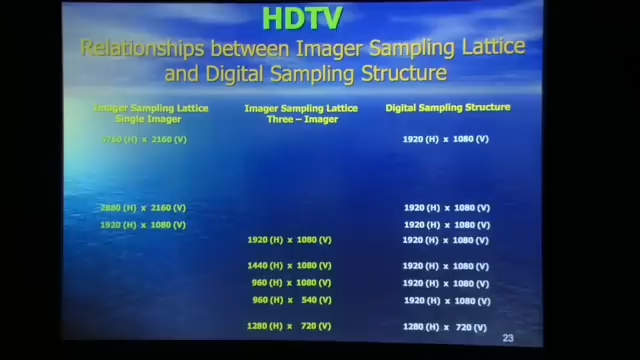 HDTV
Relationships between Imager Sampling Lattice
and Digital Sampling Structure
Imager Sampling Lattice Imager Sampling Lattice Digital Sampling Structure
Single Imager Three – Imager
5760 (H) x 2160 (V) 1920 (H) x 1080 (V)
2880 (H) x 2160 (V) 1920 (H) x 1080 (V)
1920 (H) x 1080 (V) 1920 (H) x 1080 (V)
1920 (H) x 1080 (V) 1920 (H) x 1080 (V)
1440 (H) x 1080 (V) 1920 (H) x 1080 (V)
960 (H) x 1080 (V) 1920 (H) x 1080 (V)
960 (H) x 540 (V) 1920 (H) x 1080 (V)
1280 (H) x 720 (V) 1280 (H) x 720 (V)
23